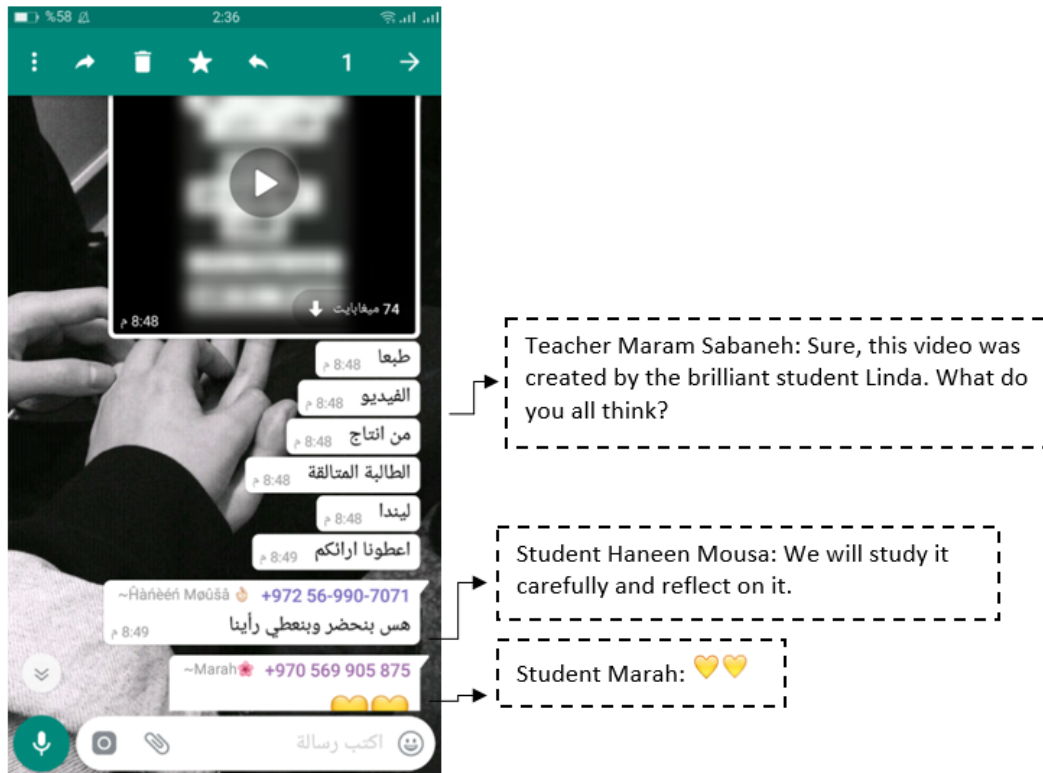 %58
2:36
1
74 ميغابايت
8:48 م
طبعا 8:48 م
الفيديو 8:48 م
من انتاج 8:48 م
الطالبة المتالقة 8:48 م
ليندا 8:48 م
اعطونا ارائكم 8:49 م
~Ĥàńèéń Møûšâ 👌🏻 +972 56-990-7071
هس بنحضر وبنعطي رأينا
8:49 م
~Marah🌸 +970 569 905 875
💛💛
اكتب رسالة
Teacher Maram Sabaneh: Sure, this video was
created by the brilliant student Linda. What do
you all think?
Student Haneen Mousa: We will study it
carefully and reflect on it.
Student Marah: 💛💛